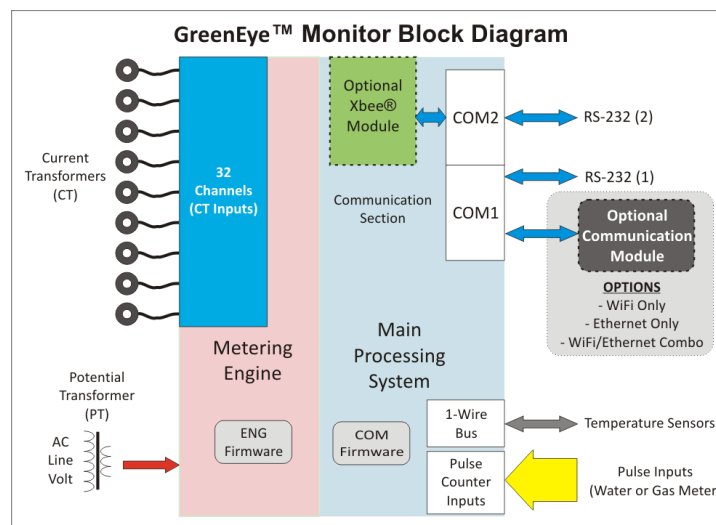 GreenEye™ Monitor Block Diagram
Current
Transformers
(CT)
32
Channels
(CT Inputs)
Optional
Xbee®
Module
COM2
RS-232 (2)
Communication
Section
COM1
RS-232 (1)
Optional
Communication
Module
OPTIONS
- WiFi Only
- Ethernet Only
- WiFi/Ethernet Combo
Metering
Engine
Main
Processing
System
Potential
Transformer
(PT)
AC
Line
Volt
ENG
Firmware
COM
Firmware
1-Wire
Bus
Temperature Sensors
Pulse
Counter
Inputs
Pulse Inputs
(Water or Gas Meter)